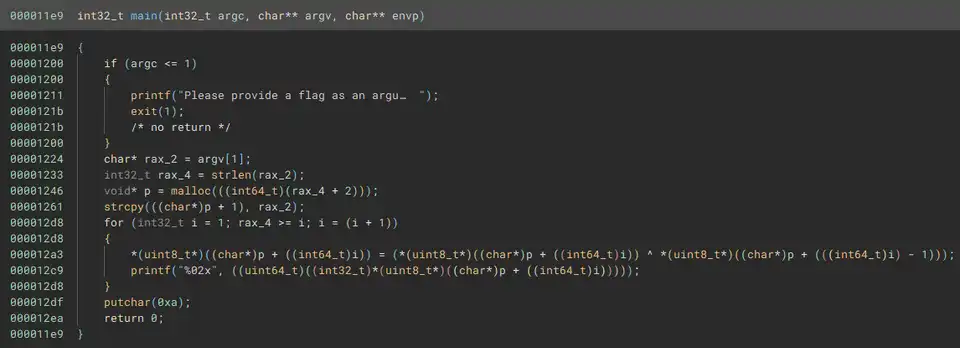 000011e9 int32_t main(int32_t argc, char** argv, char** envp)
000011e9 {
00001200     if (argc <= 1)
00001200     {
00001211         printf("Please provide a flag as an argu…  ");
0000121b         exit(1);
0000121b         /* no return */
00001200     }
00001224     char* rax_2 = argv[1];
00001233     int32_t rax_4 = strlen(rax_2);
00001246     void* p = malloc(((int64_t)(rax_4 + 2)));
00001261     strcpy(((char*)p + 1), rax_2);
000012d8     for (int32_t i = 1; rax_4 >= i; i = (i + 1))
000012d8     {
000012a3         *(uint8_t*)((char*)p + ((int64_t)i)) = (*(uint8_t*)((char*)p + ((int64_t)i)) ^ *(uint8_t*)((char*)p + (((int64_t)i) - 1)));
000012c9         printf("%02x", ((uint64_t)((int32_t)*(uint8_t*)((char*)p + ((int64_t)i)))));
000012d8     }
000012df     putchar(0xa);
000012ea     return 0;
000011e9 }